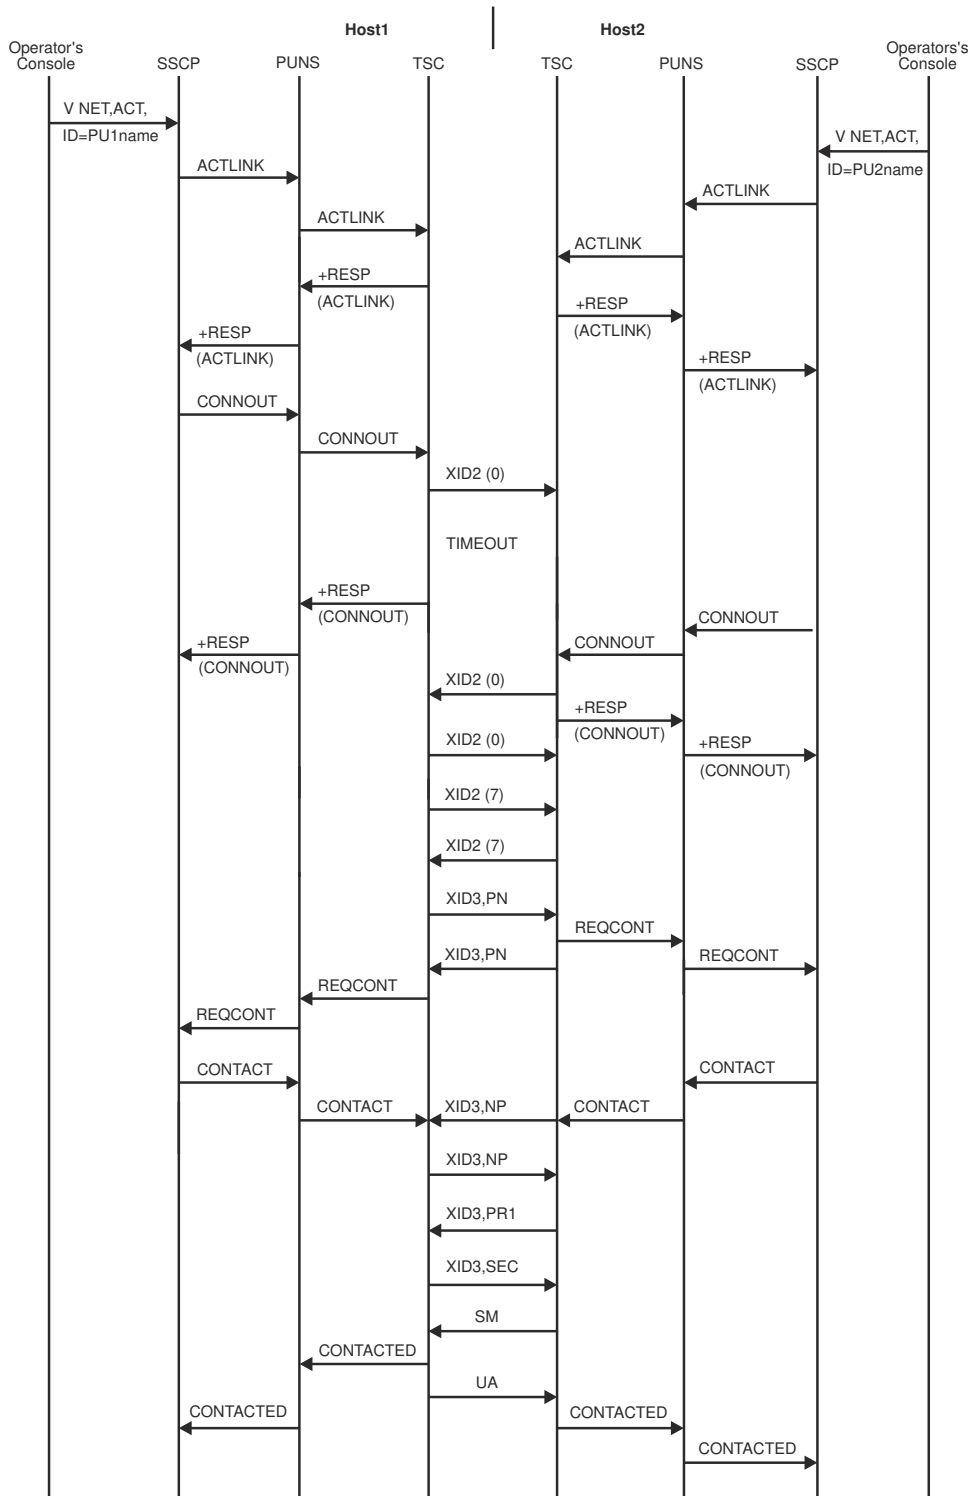 Host1
Host2
Operator's
Console
SSCP
PUNS
TSC
TSC
PUNS
SSCP
Operators's
Console
V NET,ACT,
ID=PU1name
V NET,ACT,
ID=PU2name
ACTLINK
ACTLINK
ACTLINK
ACTLINK
+RESP
(ACTLINK)
+RESP
(ACTLINK)
+RESP
(ACTLINK)
+RESP
(ACTLINK)
CONNOUT
CONNOUT
XID2 (0)
TIMEOUT
+RESP
(CONNOUT)
CONNOUT
+RESP
(CONNOUT)
CONNOUT
XID2 (0)
+RESP
(CONNOUT)
XID2 (0)
+RESP
(CONNOUT)
XID2 (7)
XID2 (7)
XID3,PN
REQCONT
XID3,PN
REQCONT
REQCONT
REQCONT
CONTACT
CONTACT
CONTACT
XID3,NP
CONTACT
XID3,NP
XID3,PR1
XID3,SEC
SM
CONTACTED
UA
CONTACTED
CONTACTED
CONTACTED